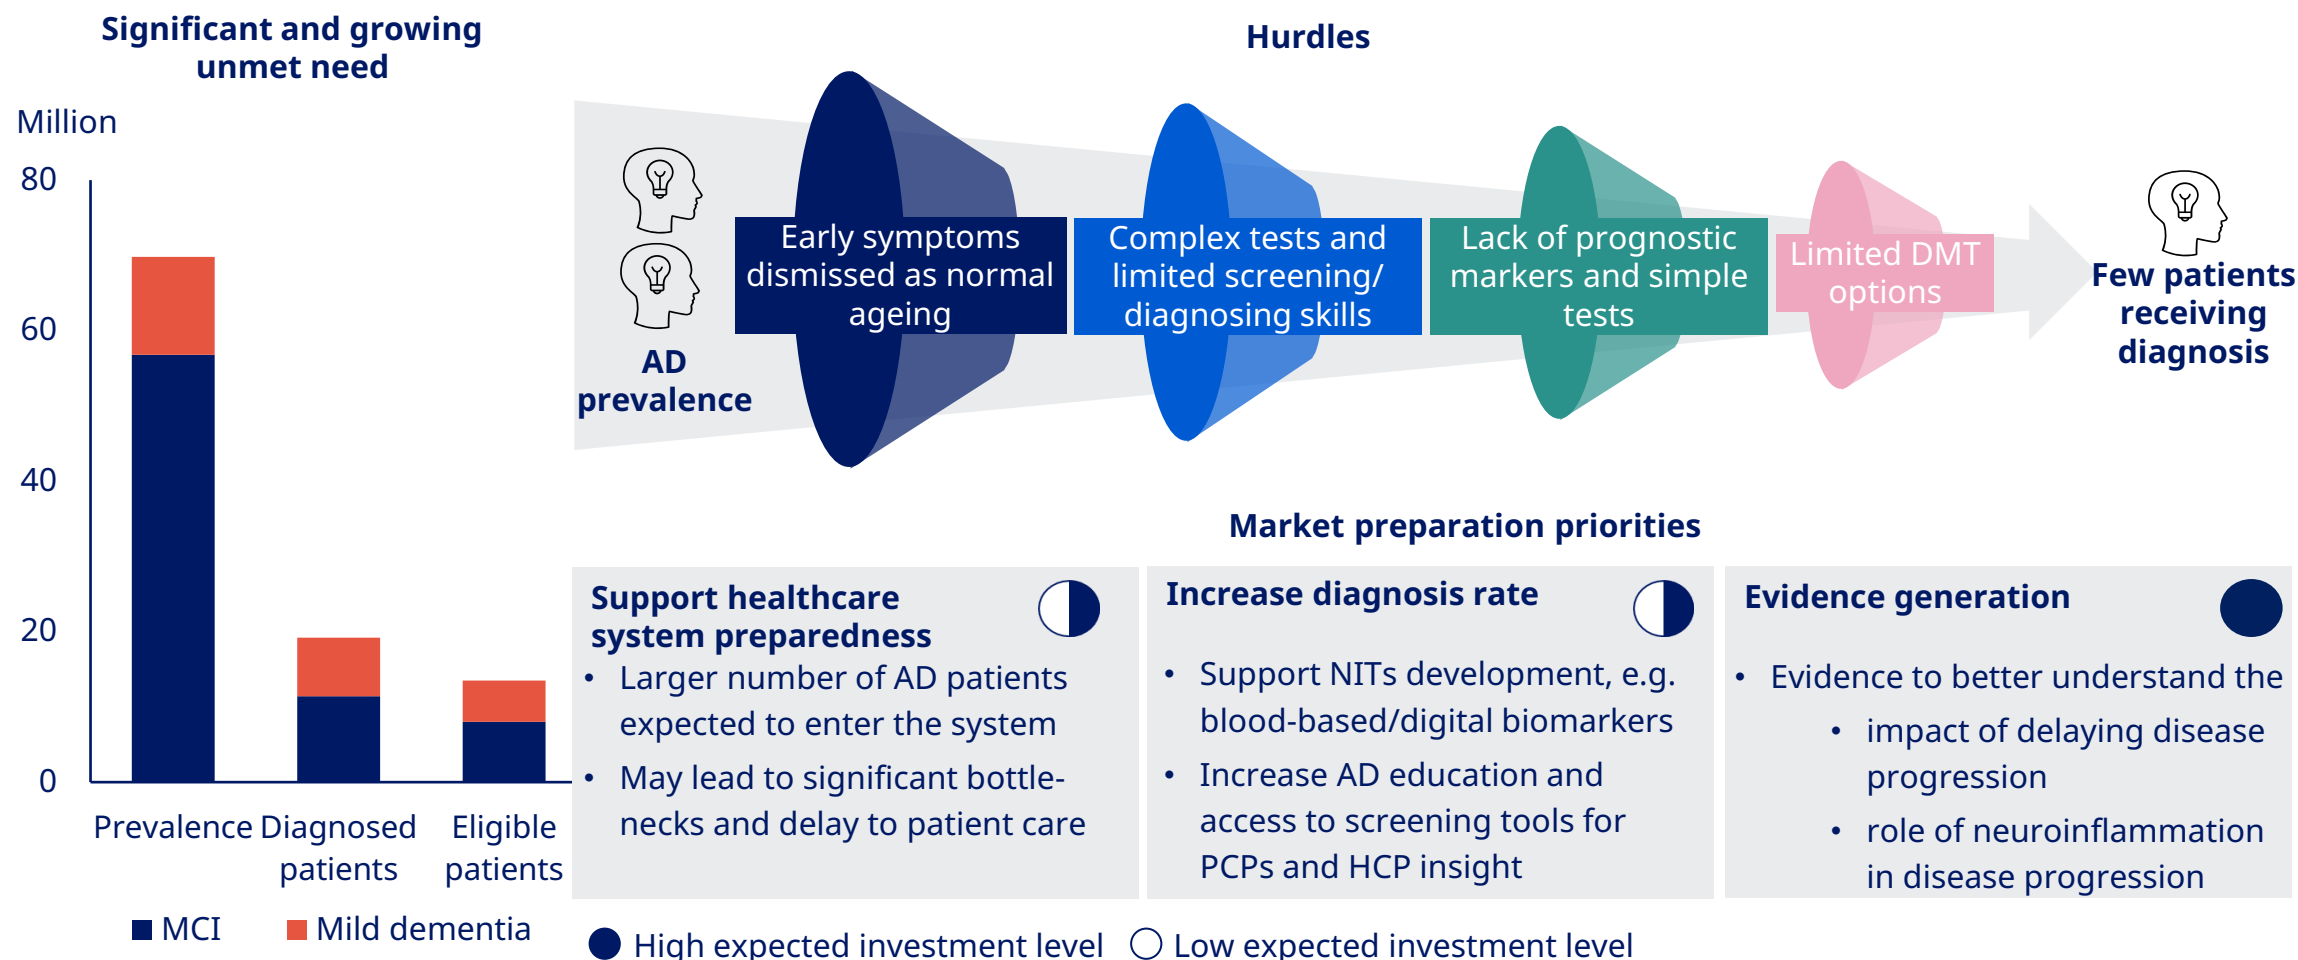 Significant and growing
unmet need
Million
80
60
40
20
0
Prevalence
Diagnosed
patients
Eligible
patients
MCI
Mild dementia
Hurdles
AD
prevalence
Early symptoms
dismissed as normal
ageing
Complex tests and
limited screening/
diagnosing skills
Lack of prognostic
markers and simple
tests
Limited DMT
options
Few patients
receiving
diagnosis
Market preparation priorities
Support healthcare
system preparedness
• Larger number of AD patients
expected to enter the system
• May lead to significant bottle-
necks and delay to patient care
Increase diagnosis rate
• Support NITs development, e.g.
blood-based/digital biomarkers
• Increase AD education and
access to screening tools for
PCPs and HCP insight
Evidence generation
• Evidence to better understand the
• impact of delaying disease
progression
• role of neuroinflammation
in disease progression
High expected investment level
Low expected investment level